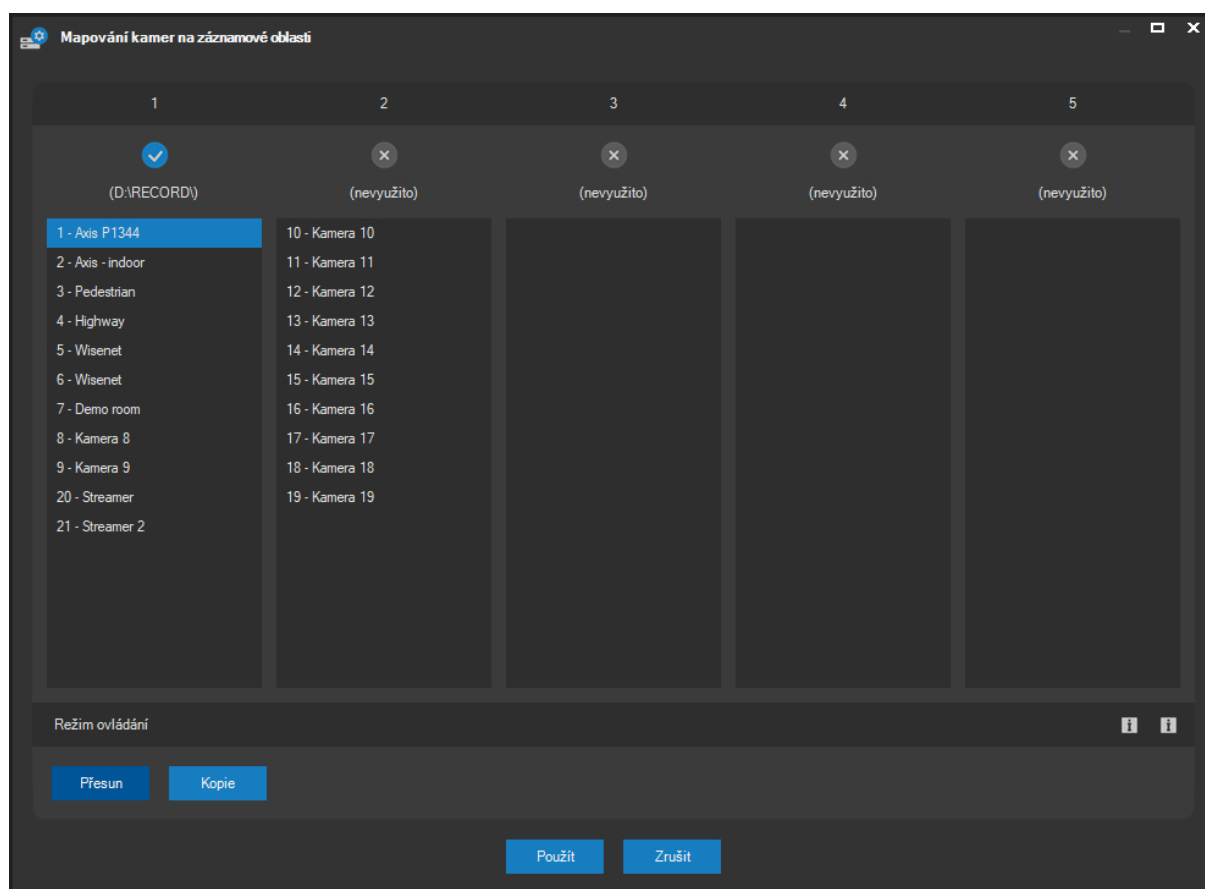 Mapování kamer na záznamové oblasti
1 2 3 4 5
(D:\RECORD\) (nevyužito) (nevyužito) (nevyužito) (nevyužito)
1 - Axis P1344
2 - Axis - indoor
3 - Pedestrian
4 - Highway
5 - Wisenet
6 - Wisenet
7 - Demo room
8 - Kamera 8
9 - Kamera 9
20 - Streamer
21 - Streamer 2
10 - Kamera 10
11 - Kamera 11
12 - Kamera 12
13 - Kamera 13
14 - Kamera 14
15 - Kamera 15
16 - Kamera 16
17 - Kamera 17
18 - Kamera 18
19 - Kamera 19
Režim ovládání
Přesun Kopie
Použít Zrušit